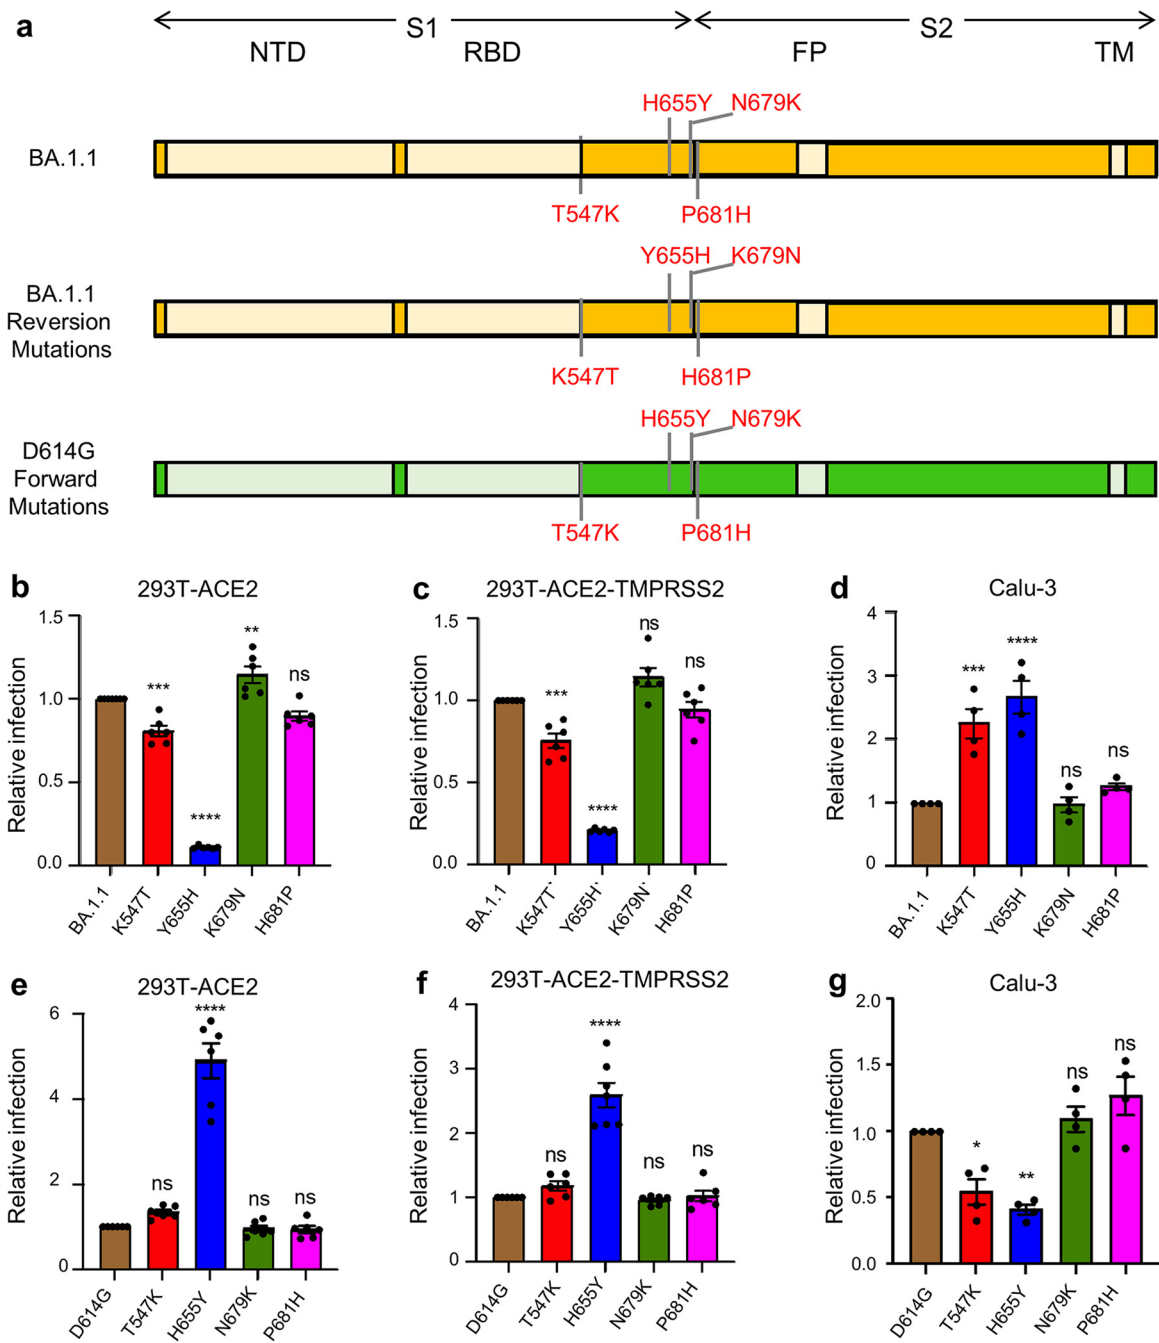 a
S1
S2
NTD
RBD
FP
TM
H655Y
N679K
BA.1.1
T547K
P681H
Y655H
K679N
BA.1.1
Reversion
Mutations
K547T
H681P
H655Y
N679K
D614G
Forward
Mutations
T547K
P681H
b
293T-ACE2
Relative infection
1.5
1.0
0.5
0.0
***
****
**
ns
BA.1.1
K547T
Y655H
K679N
H681P
c
293T-ACE2-TMPRSS2
Relative infection
1.5
1.0
0.5
0.0
***
****
ns
ns
BA.1.1
K547T`
Y655H`
K679N`
H681P
d
Calu-3
Relative infection
4
3
2
1
0
***
****
ns
ns
BA.1.1
K547T
Y655H
K679N
H681P
e
293T-ACE2
Relative infection
6
4
2
0
ns
****
ns
ns
D614G
T547K
H655Y
N679K
P681H
f
293T-ACE2-TMPRSS2
Relative infection
4
3
2
1
0
ns
****
ns
ns
D614G
T547K
H655Y
N679K
P681H
g
Calu-3
Relative infection
2.0
1.5
1.0
0.5
0.0
*
**
ns
ns
D614G
T547K
H655Y
N679K
P681H